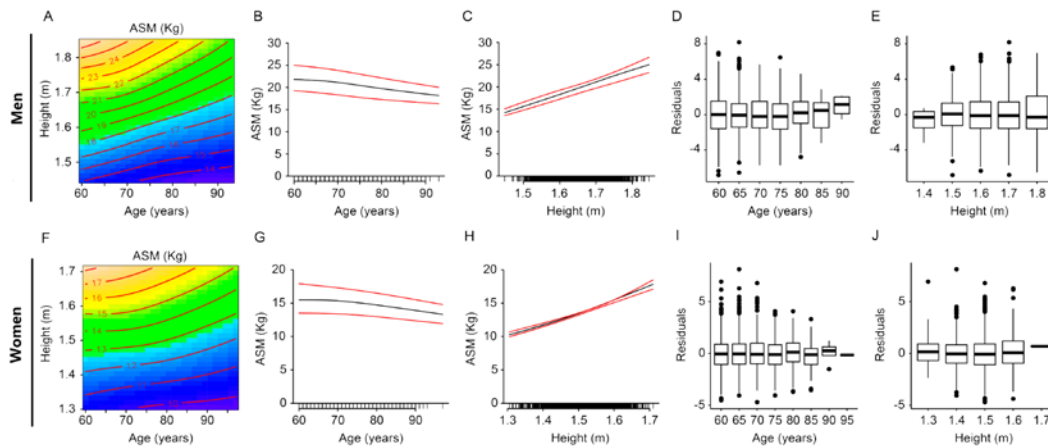 A
B
C
D
E
Men
ASM (Kg)
Height (m)
1.8
1.7
1.6
1.5
24
23
22
21
20
19
18
17
16
60 70 80 90
Age (years)
ASM (Kg)
30
25
20
15
10
5
0
60 70 80 90
Age (years)
ASM (Kg)
30
25
20
15
10
5
0
1.5 1.6 1.7 1.8
Height (m)
Residuals
8
4
0
-4
60 65 70 75 80 85 90
Age (years)
Residuals
8
4
0
-4
1.4 1.5 1.6 1.7 1.8
Height (m)
F
G
H
I
J
Women
ASM (Kg)
Height (m)
1.7
1.6
1.5
1.4
1.3
17
16
15
14
13
12
60 70 80 90
Age (years)
ASM (Kg)
20
15
10
5
0
60 70 80 90
Age (years)
ASM (Kg)
20
15
10
5
0
1.3 1.4 1.5 1.6 1.7
Height (m)
Residuals
5
0
-5
60 65 70 75 80 85 90 95
Age (years)
Residuals
5
0
-5
1.3 1.4 1.5 1.6 1.7
Height (m)